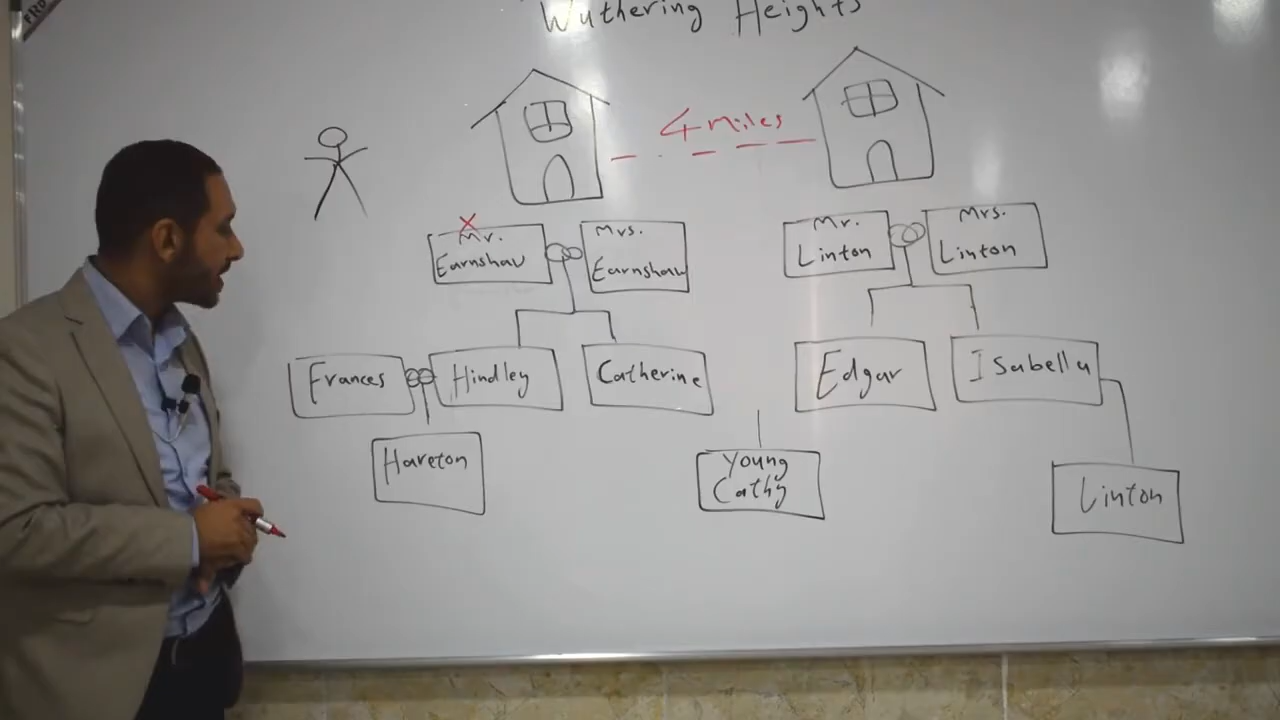 FRD
Wuthering Heights
4 miles
Mr.
Earnshaw
Mrs.
Earnshaw
Mr.
Linton
Mrs.
Linton
Frances
Hindley
Catherine
Edgar
Isabella
Hareton
Young
Cathy
Linton